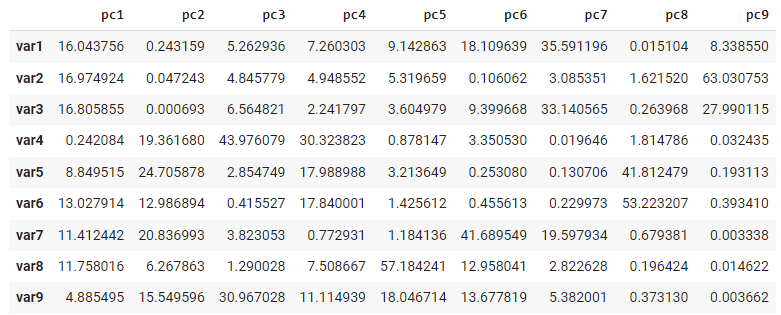 pc1 pc2 pc3 pc4 pc5 pc6 pc7 pc8 pc9
var1 16.043756 0.243159 5.262936 7.260303 9.142863 18.109639 35.591196 0.015104 8.338550
var2 16.974924 0.047243 4.845779 4.948552 5.319659 0.106062 3.085351 1.621520 63.030753
var3 16.805855 0.000693 6.564821 2.241797 3.604979 9.399668 33.140565 0.263968 27.990115
var4 0.242084 19.361680 43.976079 30.323823 0.878147 3.350530 0.019646 1.814786 0.032435
var5 8.849515 24.705878 2.854749 17.988988 3.213649 0.253080 0.130706 41.812479 0.193113
var6 13.027914 12.986894 0.415527 17.840001 1.425612 0.455613 0.229973 53.223207 0.393410
var7 11.412442 20.836993 3.823053 0.772931 1.184136 41.689549 19.597934 0.679381 0.003338
var8 11.758016 6.267863 1.290028 7.508667 57.184241 12.958041 2.822628 0.196424 0.014622
var9 4.885495 15.549596 30.967028 11.114939 18.046714 13.677819 5.382001 0.373130 0.003662